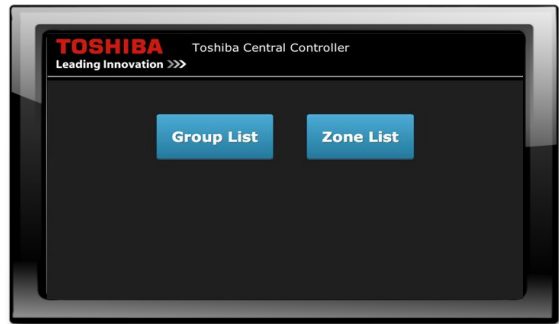 TOSHIBA
Toshiba Central Controller
Leading Innovation >>>
Group List
Zone List